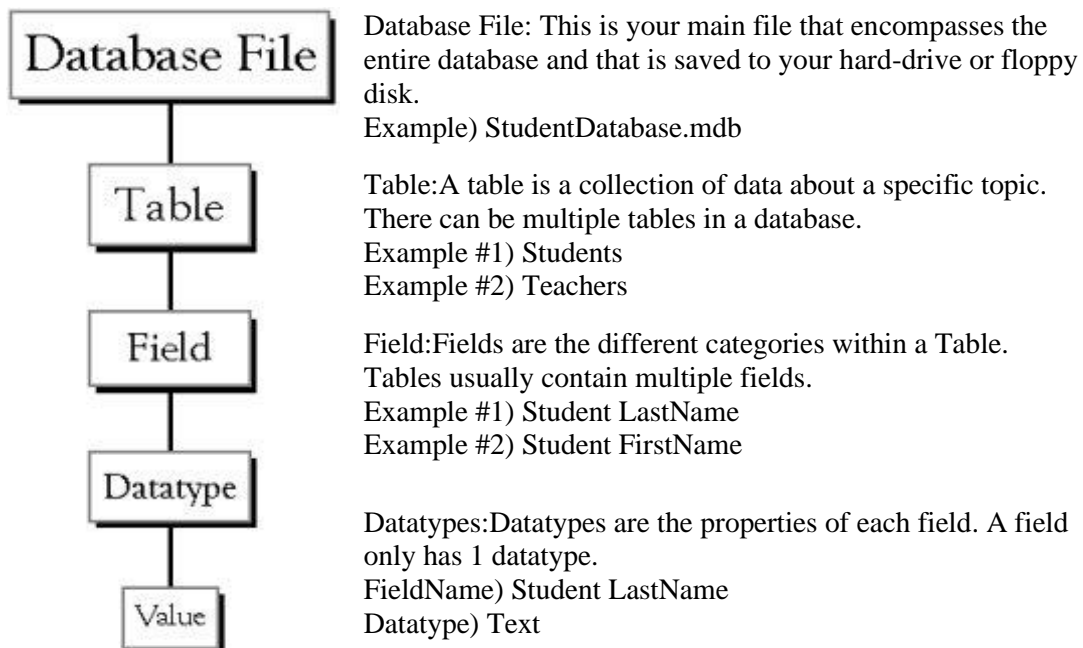 Database File
Database File: This is your main file that encompasses the
entire database and that is saved to your hard-drive or floppy
disk.
Example) StudentDatabase.mdb
Table
Table:A table is a collection of data about a specific topic.
There can be multiple tables in a database.
Example #1) Students
Example #2) Teachers
Field
Field:Fields are the different categories within a Table.
Tables usually contain multiple fields.
Example #1) Student LastName
Example #2) Student FirstName
Datatype
Datatypes:Datatypes are the properties of each field. A field
only has 1 datatype.
FieldName) Student LastName
Datatype) Text
Value